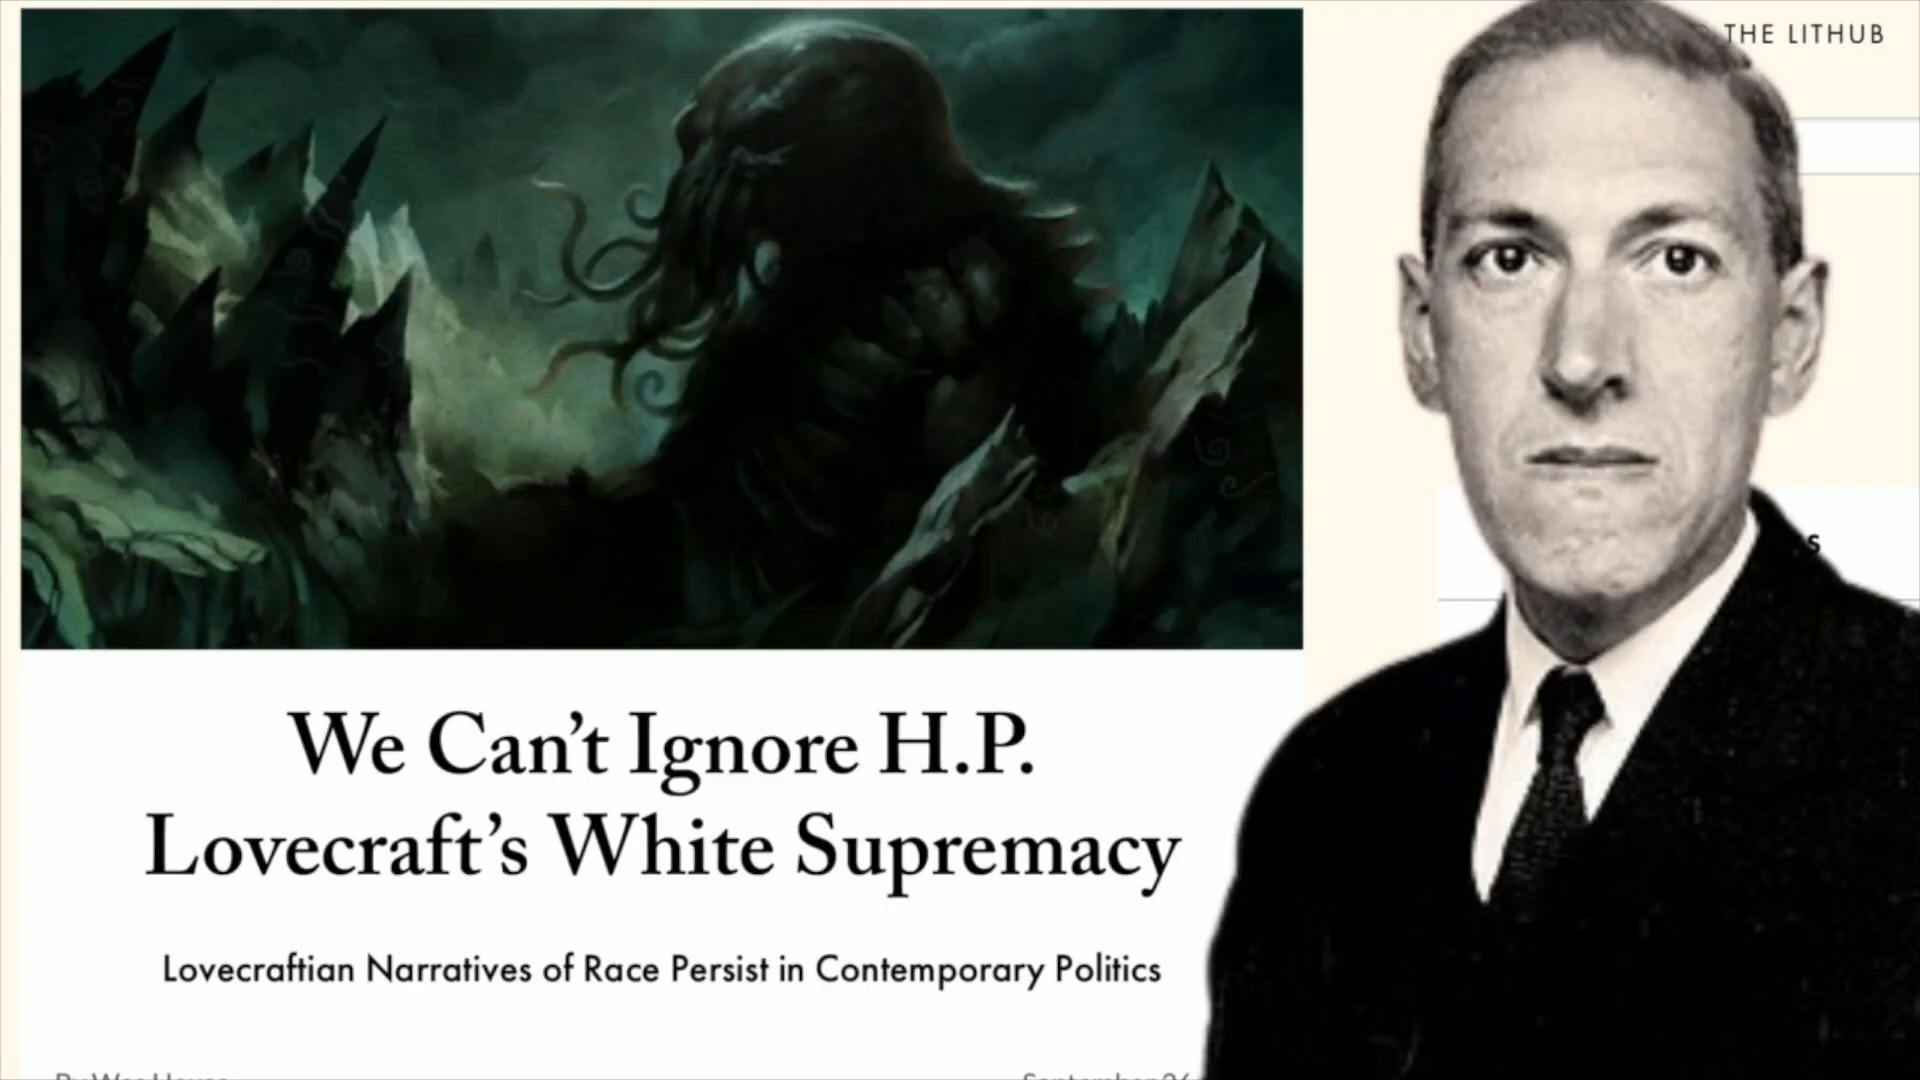 THE LITHUB
We Can’t Ignore H.P.
Lovecraft’s White Supremacy
Lovecraftian Narratives of Race Persist in Contemporary Politics